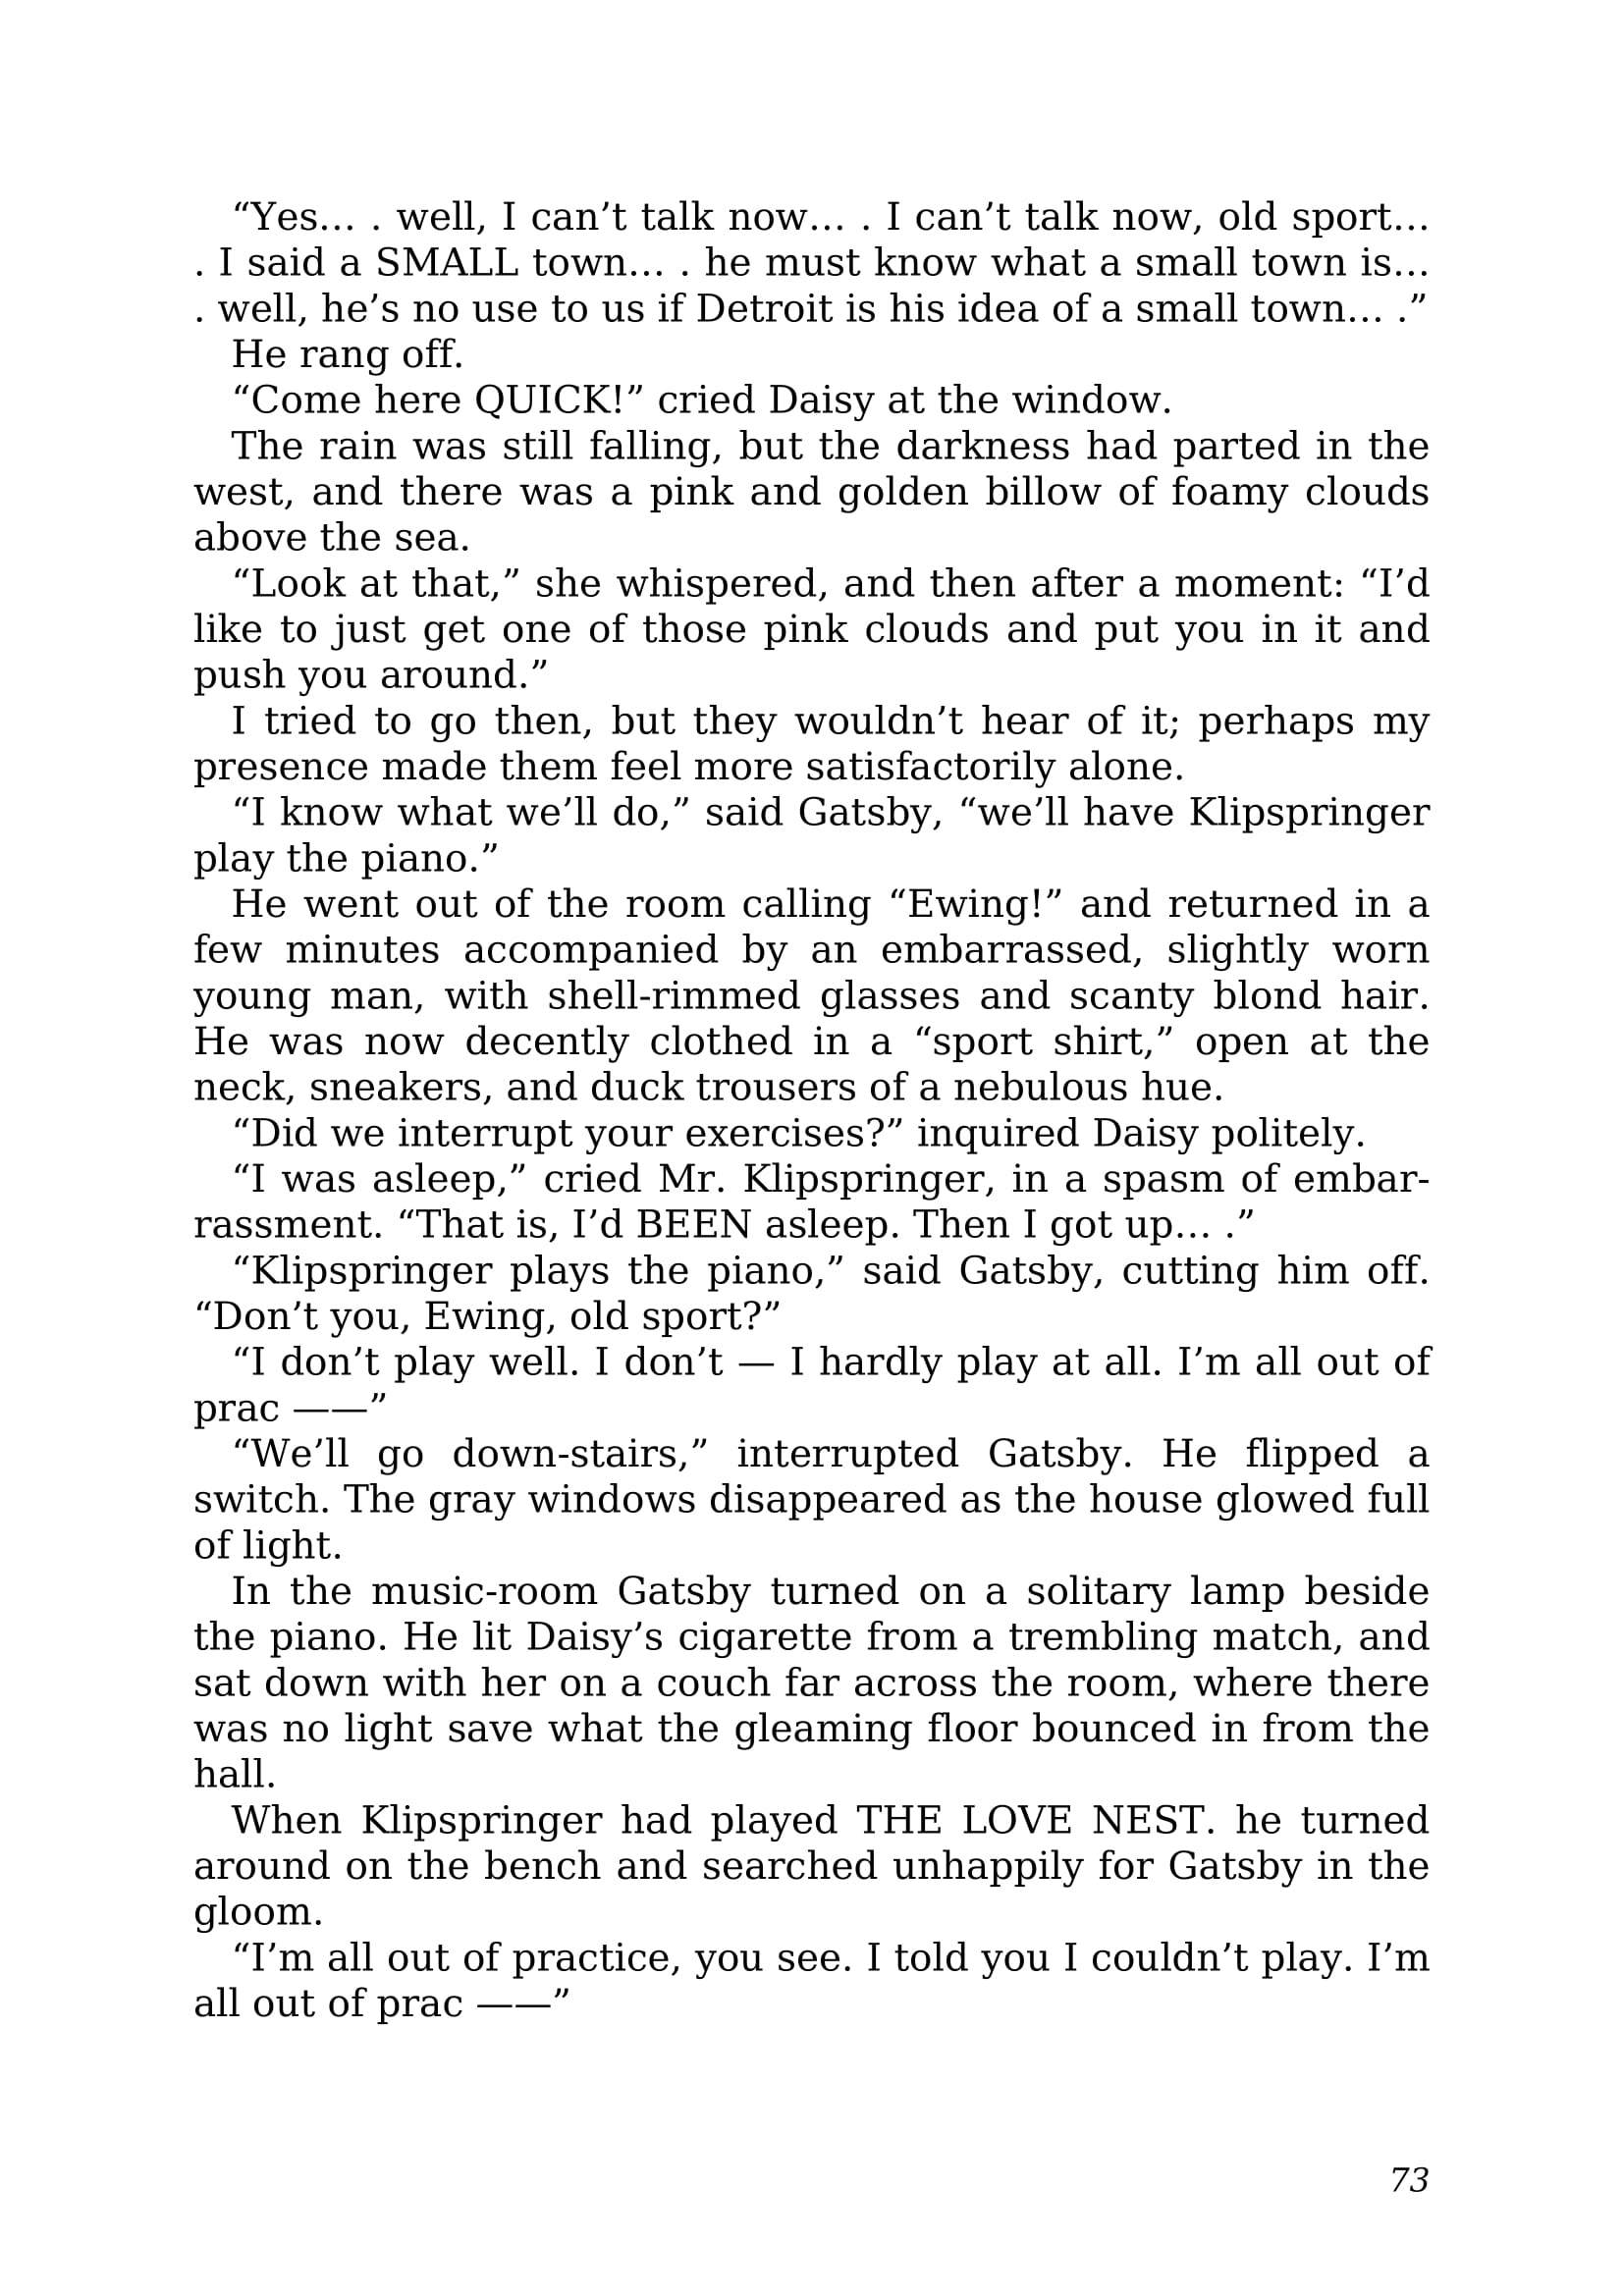 “Yes… . well, I can’t talk now… . I can’t talk now, old sport…
. I said a SMALL town… . he must know what a small town is…
. well, he’s no use to us if Detroit is his idea of a small town… .”
He rang off.
“Come here QUICK!” cried Daisy at the window.
The rain was still falling, but the darkness had parted in the
west, and there was a pink and golden billow of foamy clouds
above the sea.
“Look at that,” she whispered, and then after a moment: “I’d
like to just get one of those pink clouds and put you in it and
push you around.”
I tried to go then, but they wouldn’t hear of it; perhaps my
presence made them feel more satisfactorily alone.
“I know what we’ll do,” said Gatsby, “we’ll have Klipspringer
play the piano.”
He went out of the room calling “Ewing!” and returned in a
few minutes accompanied by an embarrassed, slightly worn
young man, with shell-rimmed glasses and scanty blond hair.
He was now decently clothed in a “sport shirt,” open at the
neck, sneakers, and duck trousers of a nebulous hue.
“Did we interrupt your exercises?” inquired Daisy politely.
“I was asleep,” cried Mr. Klipspringer, in a spasm of embar-
rassment. “That is, I’d BEEN asleep. Then I got up… .”
“Klipspringer plays the piano,” said Gatsby, cutting him off.
“Don’t you, Ewing, old sport?”
“I don’t play well. I don’t — I hardly play at all. I’m all out of
prac ——”
“We’ll go down-stairs,” interrupted Gatsby. He flipped a
switch. The gray windows disappeared as the house glowed full
of light.
In the music-room Gatsby turned on a solitary lamp beside
the piano. He lit Daisy’s cigarette from a trembling match, and
sat down with her on a couch far across the room, where there
was no light save what the gleaming floor bounced in from the
hall.
When Klipspringer had played THE LOVE NEST. he turned
around on the bench and searched unhappily for Gatsby in the
gloom.
“I’m all out of practice, you see. I told you I couldn’t play. I’m
all out of prac ——”
73